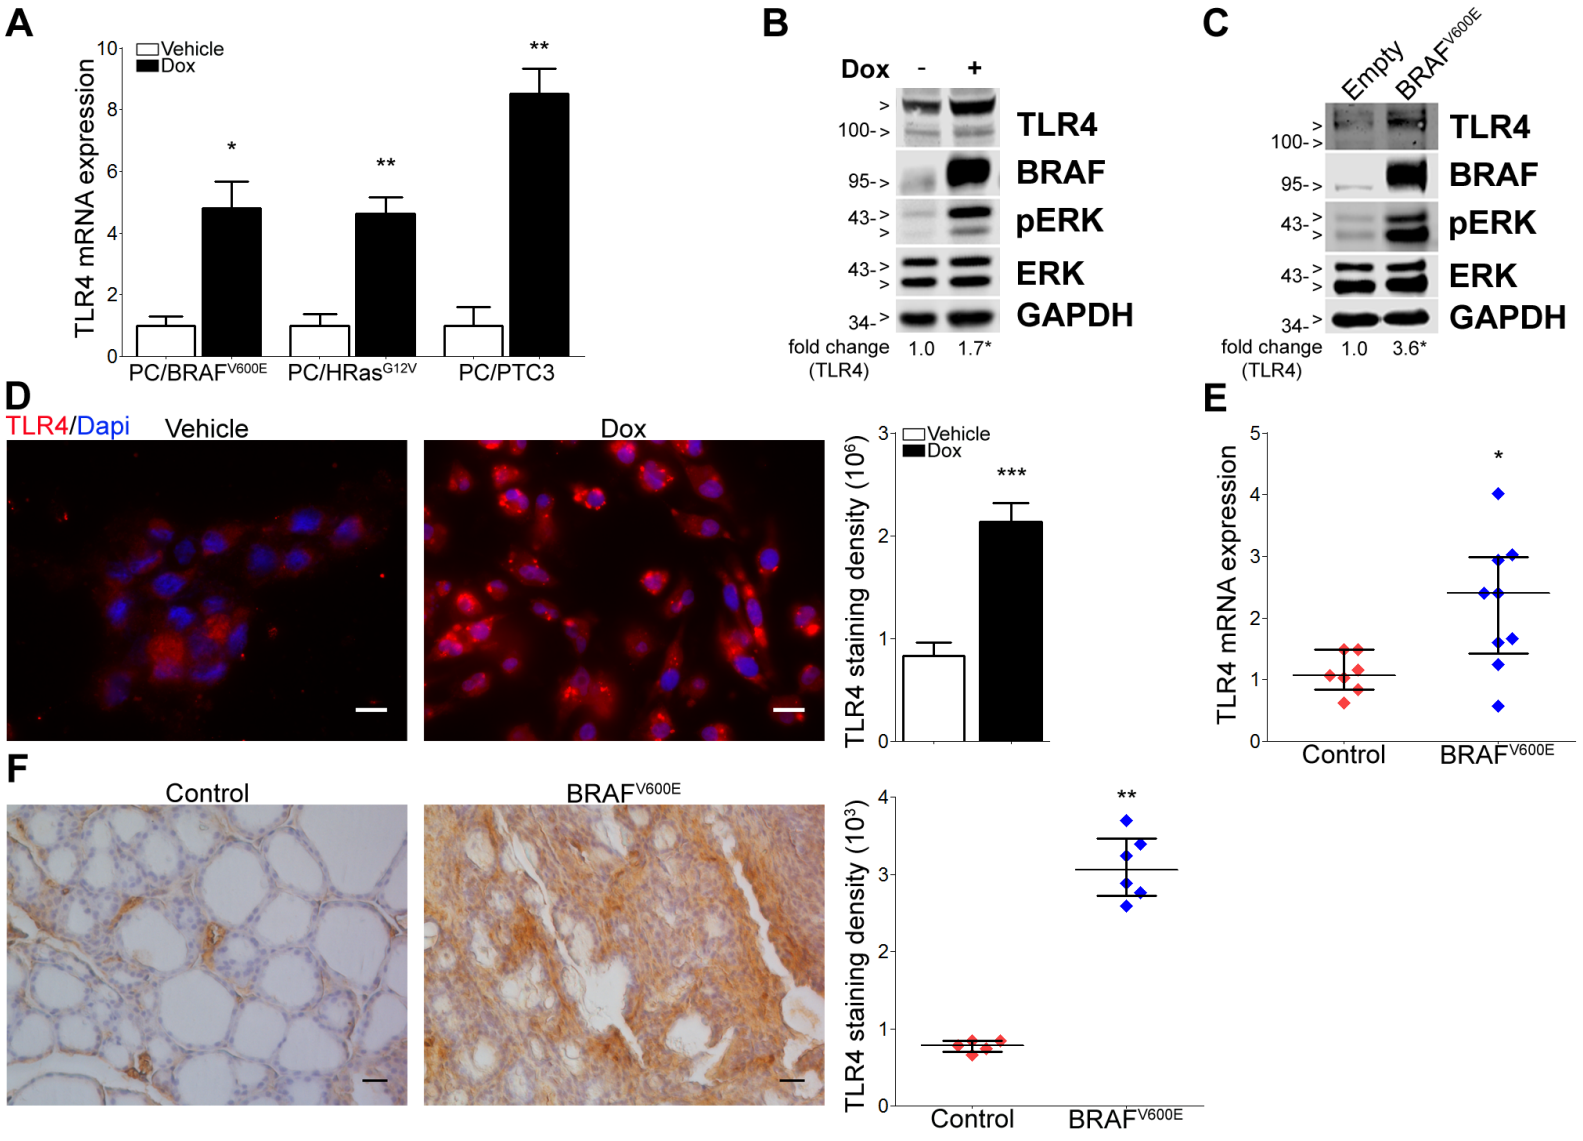 A
TLR4 mRNA expression
10
8
6
4
2
0
Vehicle
Dox
*
**
**
PC/BRAFV600E
PC/HRasG12V
PC/PTC3
B
Dox - +
>
100- >
TLR4
95- >
BRAF
43- >
>
pERK
43- >
>
ERK
34- >
GAPDH
fold change 1.0 1.7*
(TLR4)
C
Empty
BRAFV600E
>
100- >
TLR4
95- >
BRAF
43- >
>
pERK
43- >
>
ERK
34- >
GAPDH
fold change 1.0 3.6*
(TLR4)
D
TLR4/Dapi
Vehicle
Dox
TLR4 staining density (10⁶)
3
2
1
0
Vehicle
Dox
***
E
TLR4 mRNA expression
5
4
3
2
1
0
*
Control
BRAFV600E
F
Control
BRAFV600E
TLR4 staining density (10³)
4
3
2
1
0
**
Control
BRAFV600E